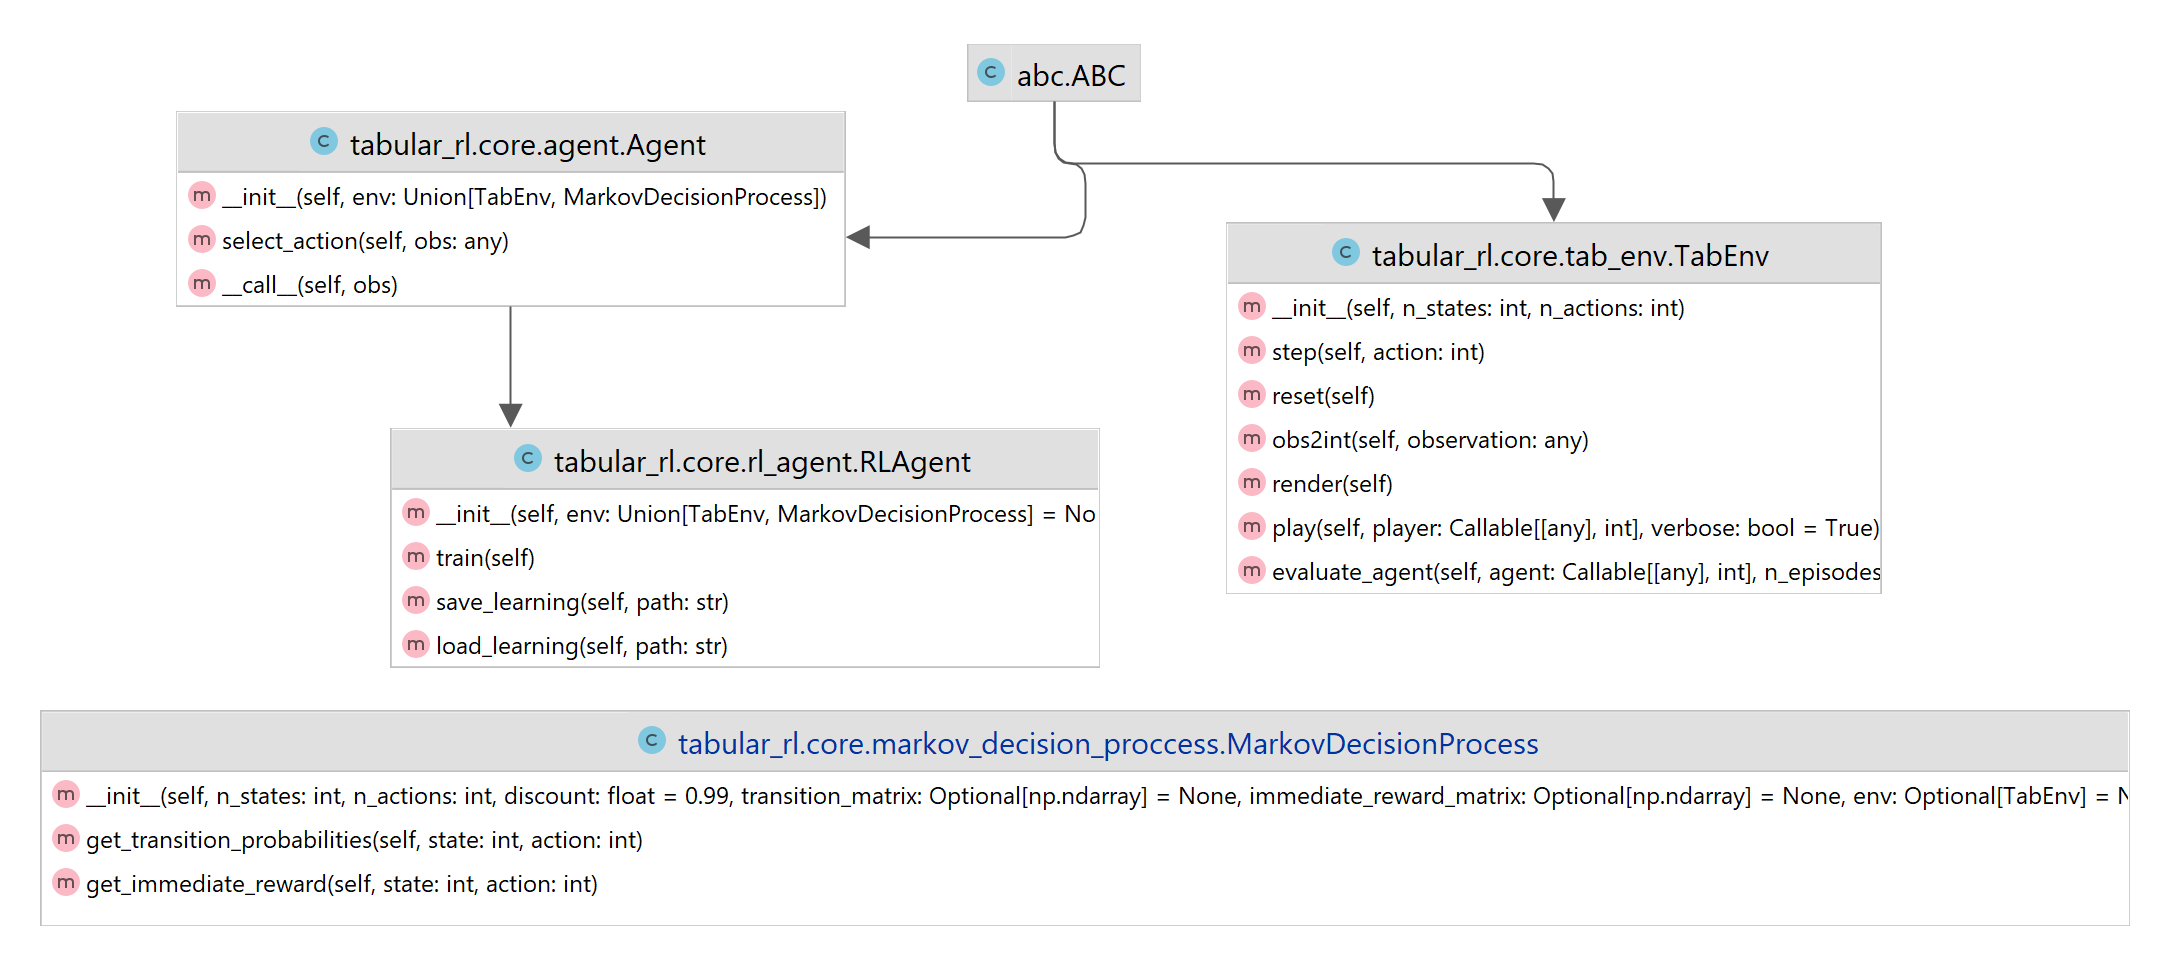 abc.ABC
tabular_rl.core.agent.Agent
__init__(self, env: Union[TabEnv, MarkovDecisionProcess])
select_action(self, obs: any)
__call__(self, obs)
tabular_rl.core.tab_env.TabEnv
__init__(self, n_states: int, n_actions: int)
step(self, action: int)
reset(self)
obs2int(self, observation: any)
render(self)
play(self, player: Callable[[any], int], verbose: bool = True)
evaluate_agent(self, agent: Callable[[any], int], n_episodes
tabular_rl.core.rl_agent.RLAgent
__init__(self, env: Union[TabEnv, MarkovDecisionProcess] = No
train(self)
save_learning(self, path: str)
load_learning(self, path: str)
tabular_rl.core.markov_decision_proccess.MarkovDecisionProcess
__init__(self, n_states: int, n_actions: int, discount: float = 0.99, transition_matrix: Optional[np.ndarray] = None, immediate_reward_matrix: Optional[np.ndarray] = None, env: Optional[TabEnv] = N
get_transition_probabilities(self, state: int, action: int)
get_immediate_reward(self, state: int, action: int)